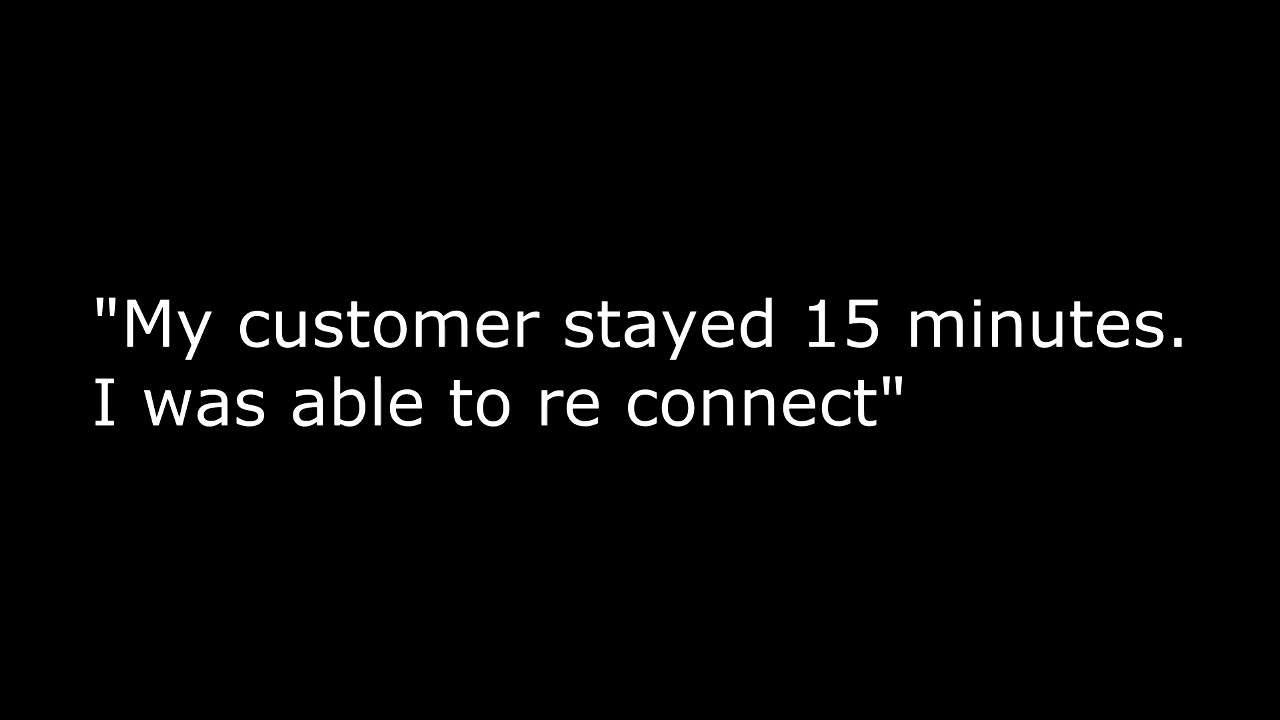 "My customer stayed 15 minutes.
I was able to re connect"